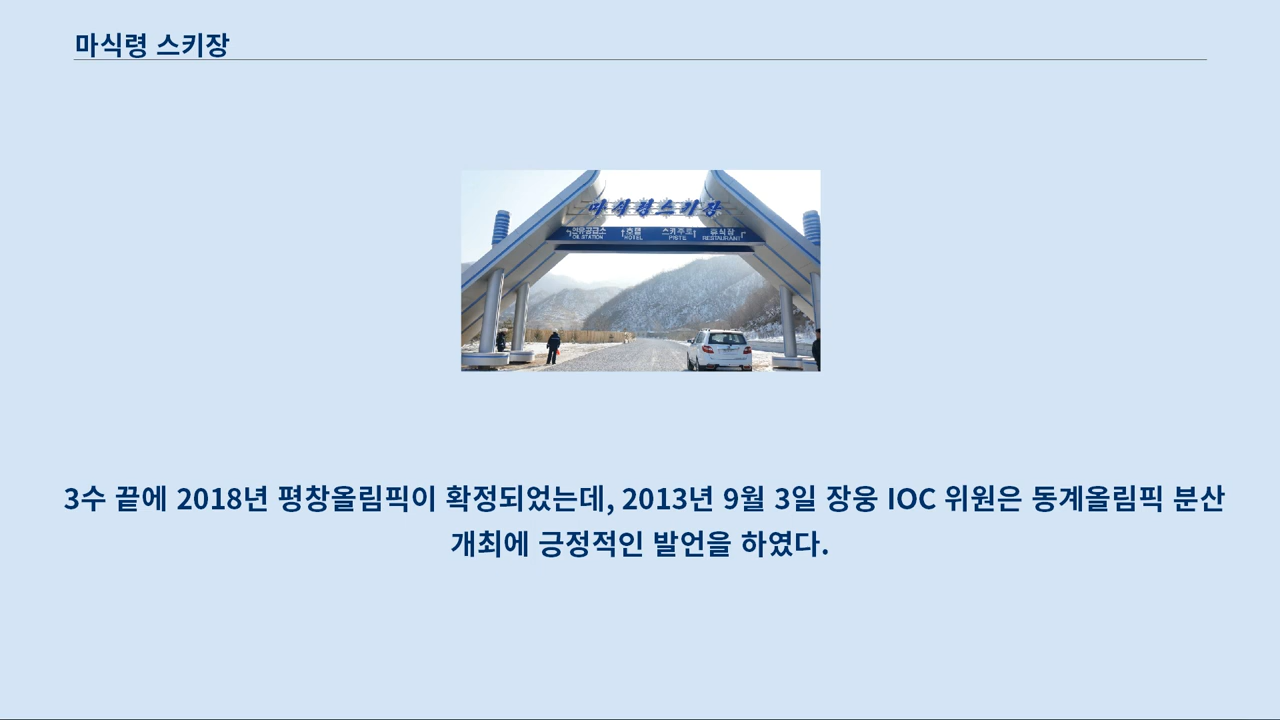 마식령 스키장
마식령스키장
연유공급소 호텔 스키주로 휴식장
OIL STATION HOTEL PISTE RESTAURANT
3수 끝에 2018년 평창올림픽이 확정되었는데, 2013년 9월 3일 장웅 IOC 위원은 동계올림픽 분산
개최에 긍정적인 발언을 하였다.